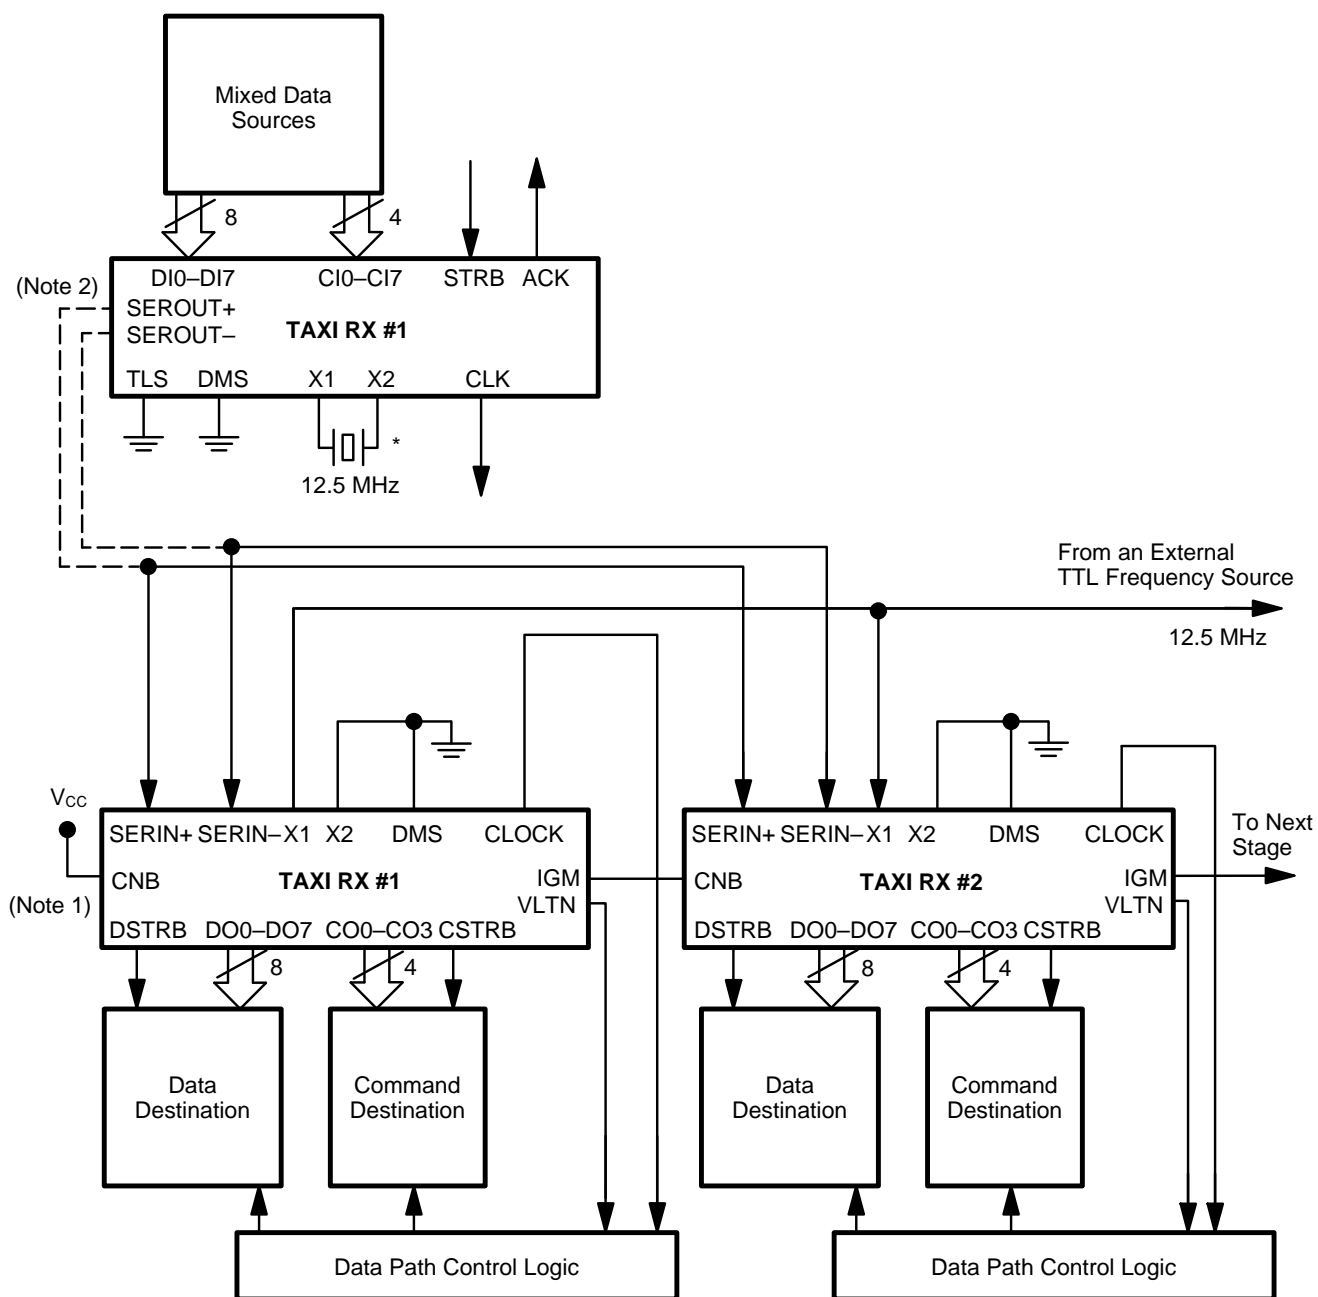 Mixed Data
Sources
8
4
(Note 2)
DI0–DI7
CI0–CI7
STRB
ACK
SEROUT+
SEROUT–
TAXI RX #1
TLS
DMS
X1
X2
CLK
*
12.5 MHz
From an External
TTL Frequency Source
12.5 MHz
VCC
SERIN+
SERIN–
X1
X2
DMS
CLOCK
CNB
TAXI RX #1
IGM
VLTN
(Note 1)
DSTRB
DO0–DO7
CO0–CO3
CSTRB
8
4
SERIN+
SERIN–
X1
X2
DMS
CLOCK
CNB
TAXI RX #2
IGM
VLTN
To Next
Stage
DSTRB
DO0–DO7
CO0–CO3
CSTRB
8
4
Data
Destination
Command
Destination
Data
Destination
Command
Destination
Data Path Control Logic
Data Path Control Logic